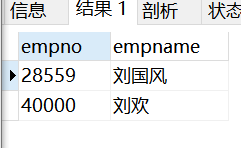 信息 结果 1 剖析 状态
empno empname
28559 刘国风
40000 刘欢